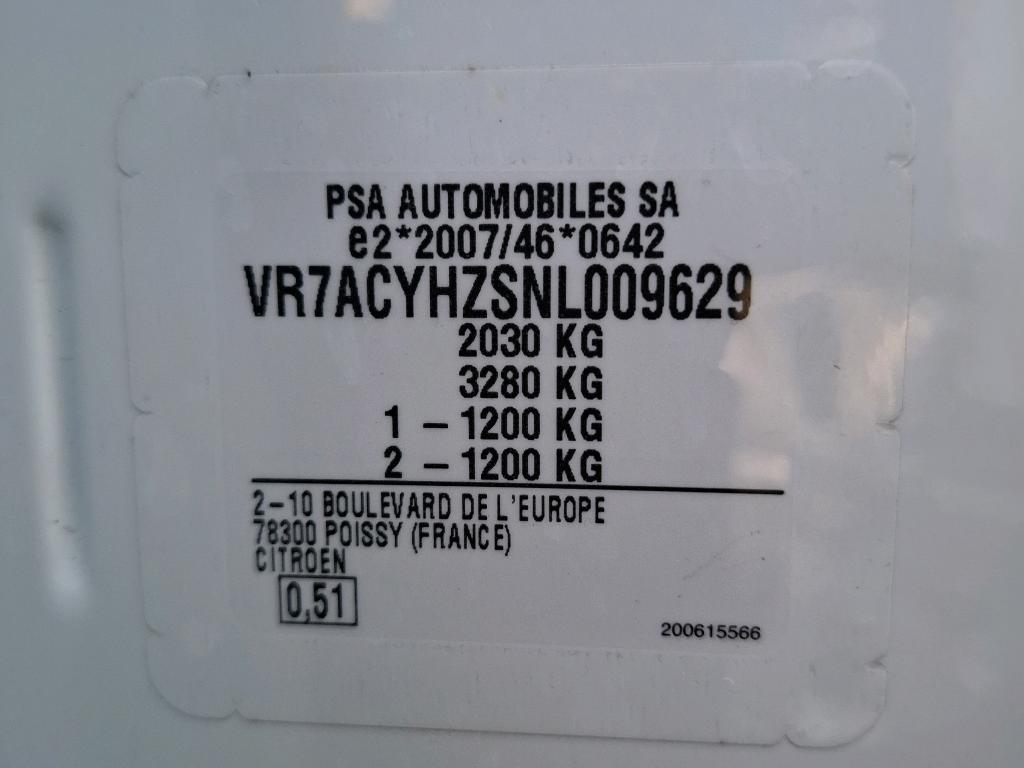 PSA AUTOMOBILES SA
e2*2007/46*0642
VR7ACYHZSNL009629
2030 KG
3280 KG
1 – 1200 KG
2 – 1200 KG
2–10 BOULEVARD DE L'EUROPE
78300 POISSY (FRANCE)
CITROEN
0,51
200615566